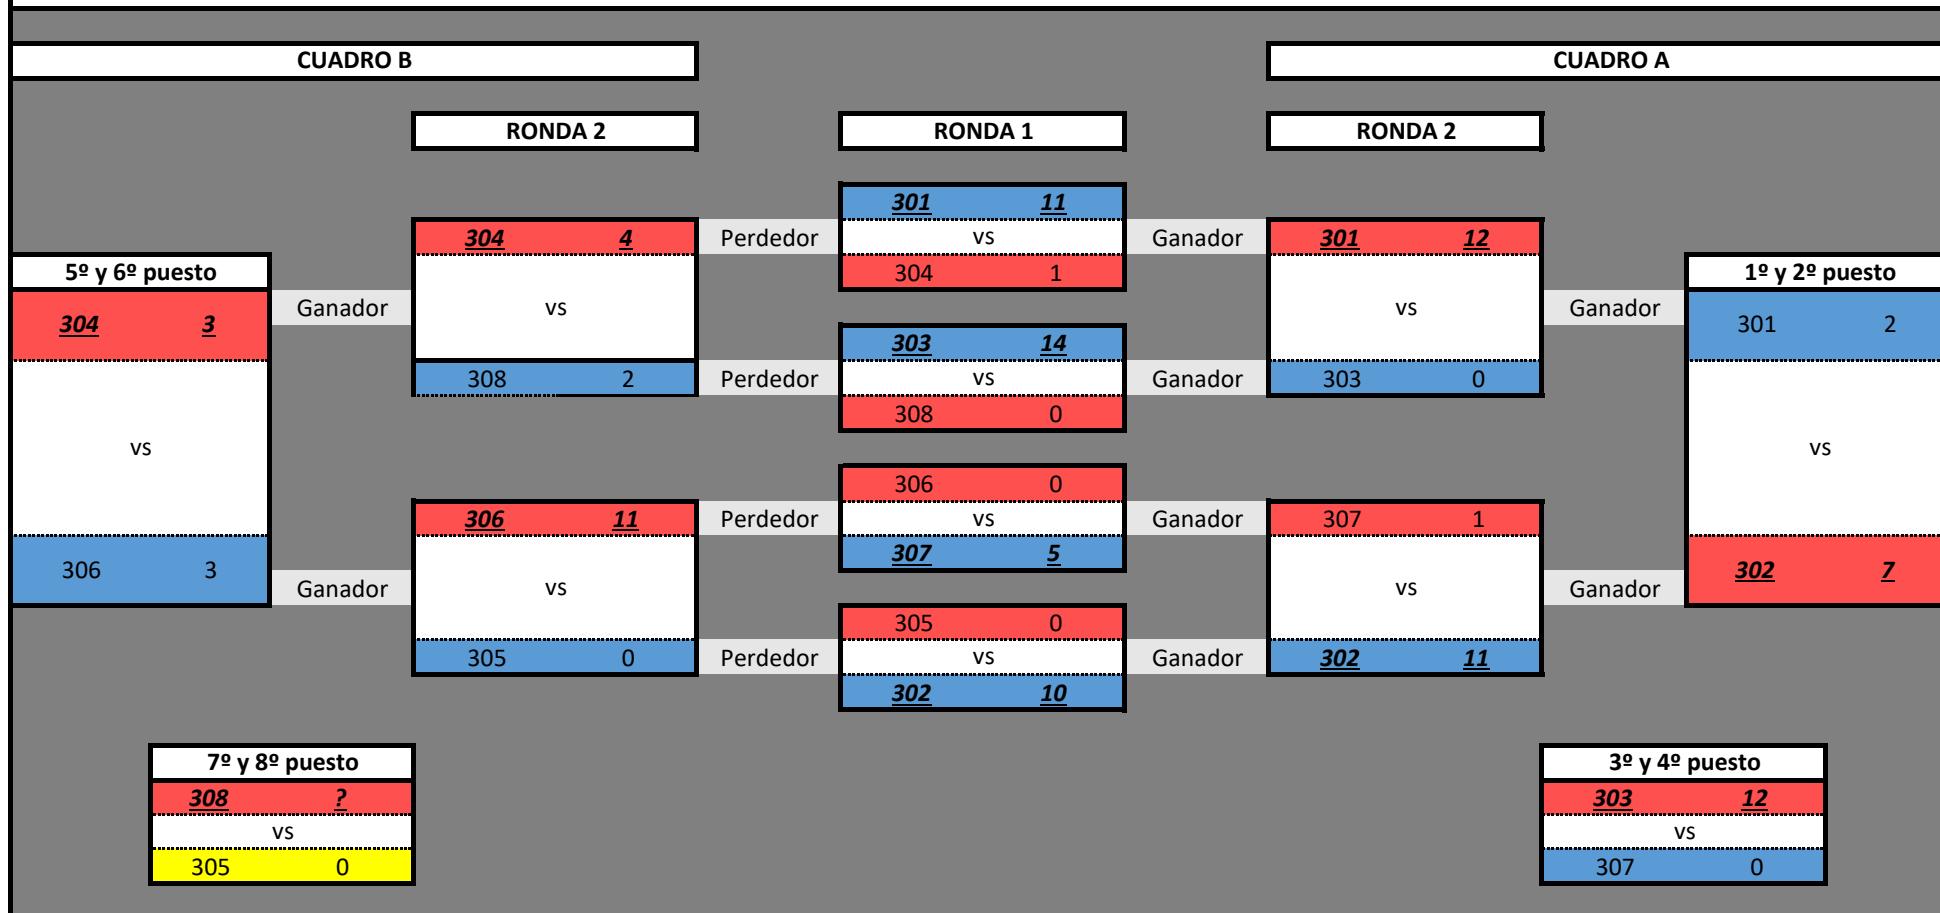 CUADRO B
CUADRO A
RONDA 2
RONDA 1
RONDA 2
301 11
304 4
Perdedor
vs
Ganador
301 12
5º y 6º puesto
304 1
1º y 2º puesto
304 3
Ganador
vs
vs
Ganador
301 2
303 14
308 2
Perdedor
vs
Ganador
303 0
308 0
vs
vs
306 0
306 11
Perdedor
vs
Ganador
307 1
307 5
306 3
Ganador
vs
vs
Ganador
302 7
305 0
305 0
Perdedor
vs
Ganador
302 11
302 10
7º y 8º puesto
308 ?
vs
305 0
3º y 4º puesto
303 12
vs
307 0